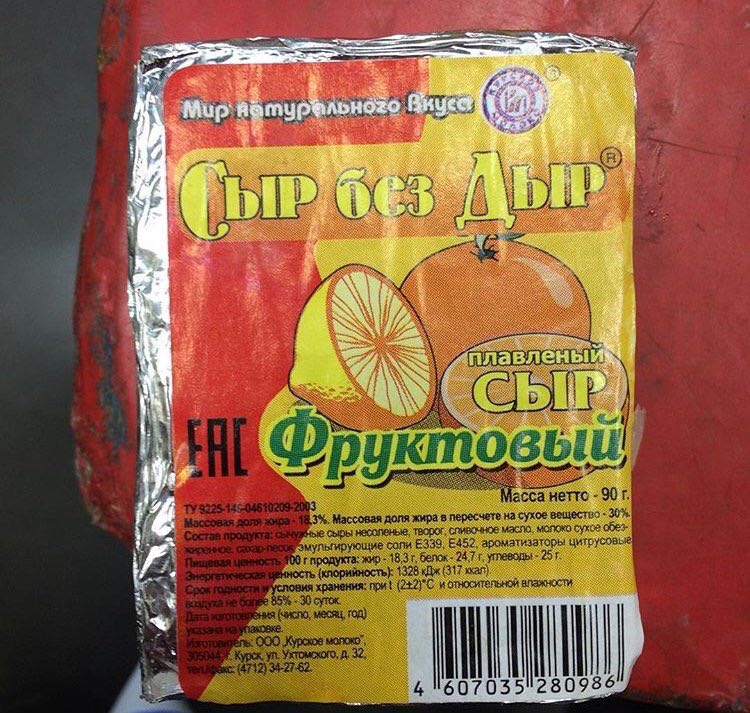 Мир натурального Вкуса
Сыр без Дыр®
плавленый
СЫР
Фруктовый
ЕАС
Масса нетто - 90 г.
ТУ 9225-146-04610209-2003
Массовая доля жира - 18,3%. Массовая доля жира в пересчете на сухое вещество - 30%.
Состав продукта: сычужные сыры несоленые, творог, сливочное масло, молоко сухое обез-
жиренное, сахар-песок, эмульгирующие соли Е339, Е452, ароматизаторы цитрусовые
Пищевая ценность 100 г продукта: жир - 18,3 г, белок - 24,7 г, углеводы - 25 г.
Энергетическая ценность (клорийность): 1328 кДж (317 ккал)
Срок годности и условия хранения: при t (2±2)°С и относительной влажности
воздуха не более 85% - 30 суток.
Дата изготовления (число, месяц, год)
указана на упаковке.
Изготовитель: ООО „Курское молоко",
305044, г. Курск, ул. Ухтомского, д. 32,
тел./факс: (4712) 34-27-62.
4 607035 280986